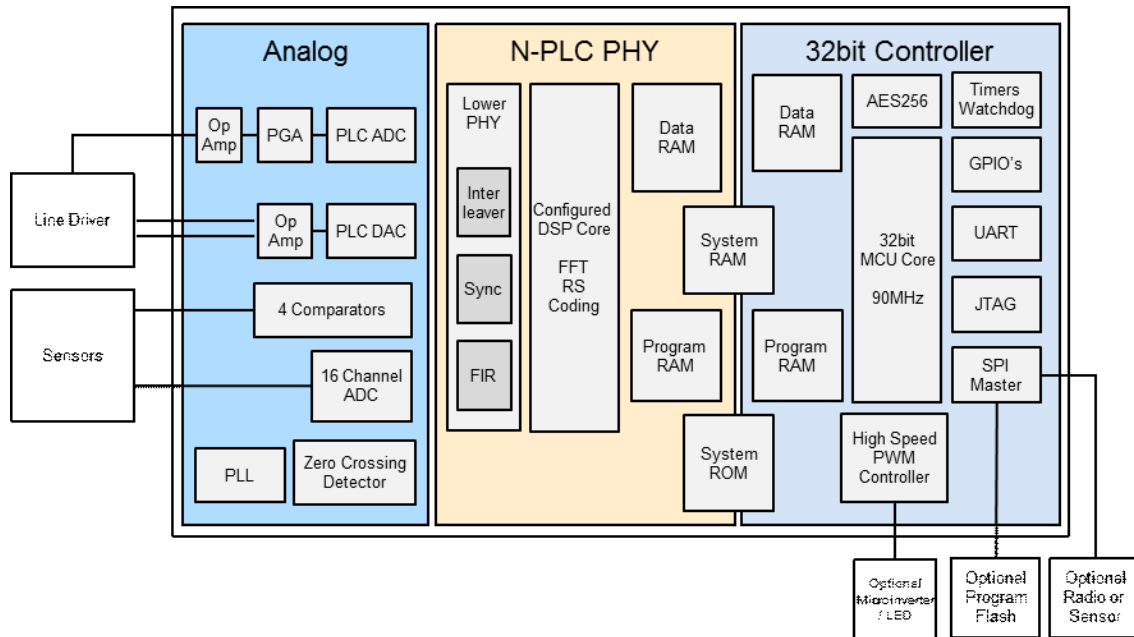 Analog
N-PLC PHY
32bit Controller
Op
Amp
PGA
PLC ADC
Line Driver
Op
Amp
PLC DAC
4 Comparators
Sensors
16 Channel
ADC
PLL
Zero Crossing
Detector
Lower
PHY
Inter
leaver
Sync
FIR
Configured
DSP Core
FFT
RS
Coding
Data
RAM
System
RAM
Program
RAM
System
ROM
Data
RAM
Program
RAM
AES256
32bit
MCU Core
90MHz
High Speed
PWM
Controller
Timers
Watchdog
GPIO's
UART
JTAG
SPI
Master
Optional
Microinverter
/ LED
Optional
Program
Flash
Optional
Radio or
Sensor